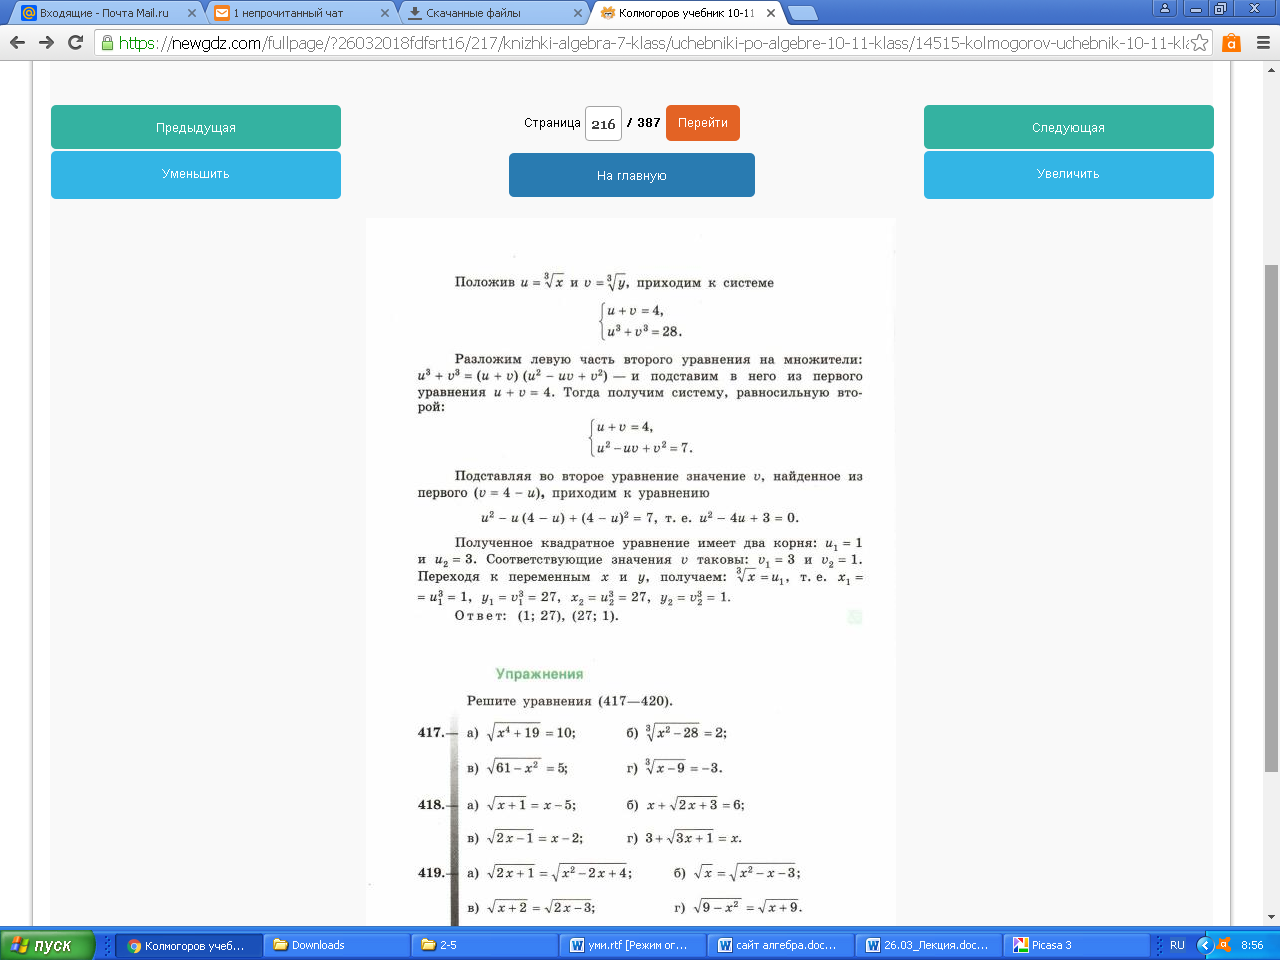 Входящие - Почта Mail.ru
1 непрочитанный чат
Скачанные файлы
Колмогоров учебник 10-11
https://newgdz.com/fullpage/?26032018fdfsrt16/217/knizhki-algebra-7-klass/uchebniki-po-algebre-10-11-klass/14515-kolmogorov-uchebnik-10-11-kla
Предыдущая
Страница 216 / 387 Перейти
Следующая
Уменьшить
На главную
Увеличить
Положив u = ∛x и v = ∛y, приходим к системе
u + v = 4,
u³ + v³ = 28.
Разложим левую часть второго уравнения на множители:
u³ + v³ = (u + v) (u² − uv + v²) — и подставим в него из первого
уравнения u + v = 4. Тогда получим систему, равносильную вто-
рой:
u + v = 4,
u² − uv + v² = 7.
Подставляя во второе уравнение значение v, найденное из
первого (v = 4 − u), приходим к уравнению
u² − u (4 − u) + (4 − u)² = 7, т. е. u² − 4u + 3 = 0.
Полученное квадратное уравнение имеет два корня: u₁ = 1
и u₂ = 3. Соответствующие значения v таковы: v₁ = 3 и v₂ = 1.
Переходя к переменным x и y, получаем: ∛x = u₁, т. е. x₁ =
= u₁³ = 1, y₁ = v₁³ = 27, x₂ = u₂³ = 27, y₂ = v₂³ = 1.
Ответ: (1; 27), (27; 1).
Упражнения
Решите уравнения (417—420).
417.— а) √(x⁴ + 19) = 10; б) ∛(x² − 28) = 2;
в) √(61 − x²) = 5; г) ∛(x − 9) = −3.
418.— а) √(x + 1) = x − 5; б) x + √(2x + 3) = 6;
в) √(2x − 1) = x − 2; г) 3 + √(3x + 1) = x.
419.— а) √(2x + 1) = √(x² − 2x + 4); б) √x = √(x² − x − 3);
в) √(x + 2) = √(2x − 3); г) √(9 − x²) = √(x + 9).
пуск
Колмогоров учеб...
Downloads
2-5
уми.rtf [Режим ог...
сайт алгебра.doc...
26.03_Лекция.doc...
Picasa 3
RU
8:56